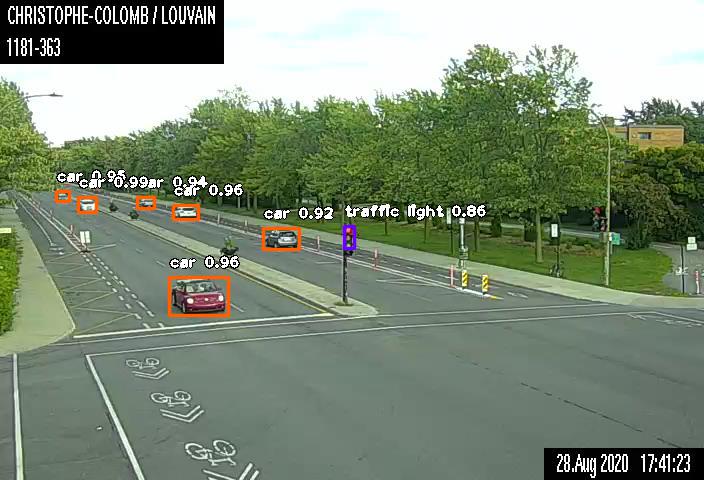 CHRISTOPHE-COLOMB / LOUVAIN
1181-363
car 0.95
car 0.99
car 0.94
car 0.96
car 0.92
traffic light 0.86
car 0.96
28.Aug 2020 17:41:23